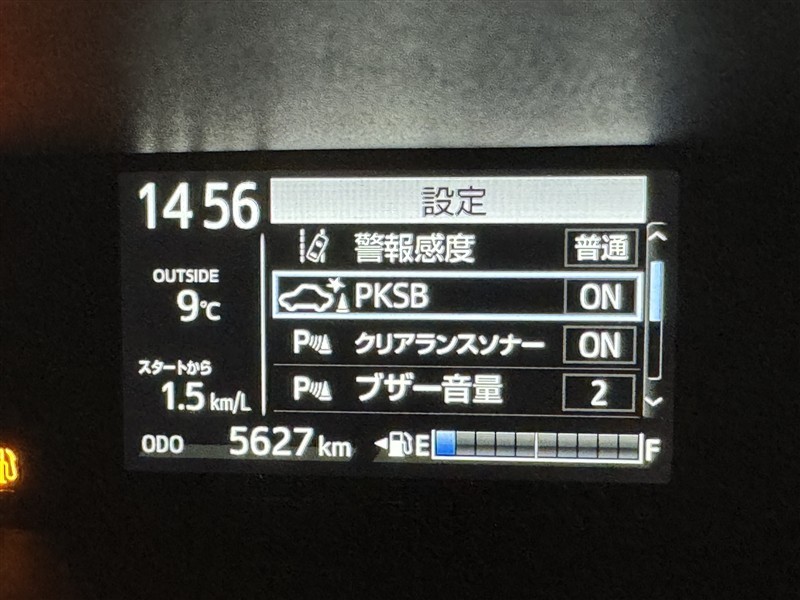 14:56
設定
警報感度 普通
OUTSIDE
9℃
PKSB ON
P クリアランスソナー ON
スタートから
1.5 km/L
P ブザー音量 2
ODO 5627 km
E F